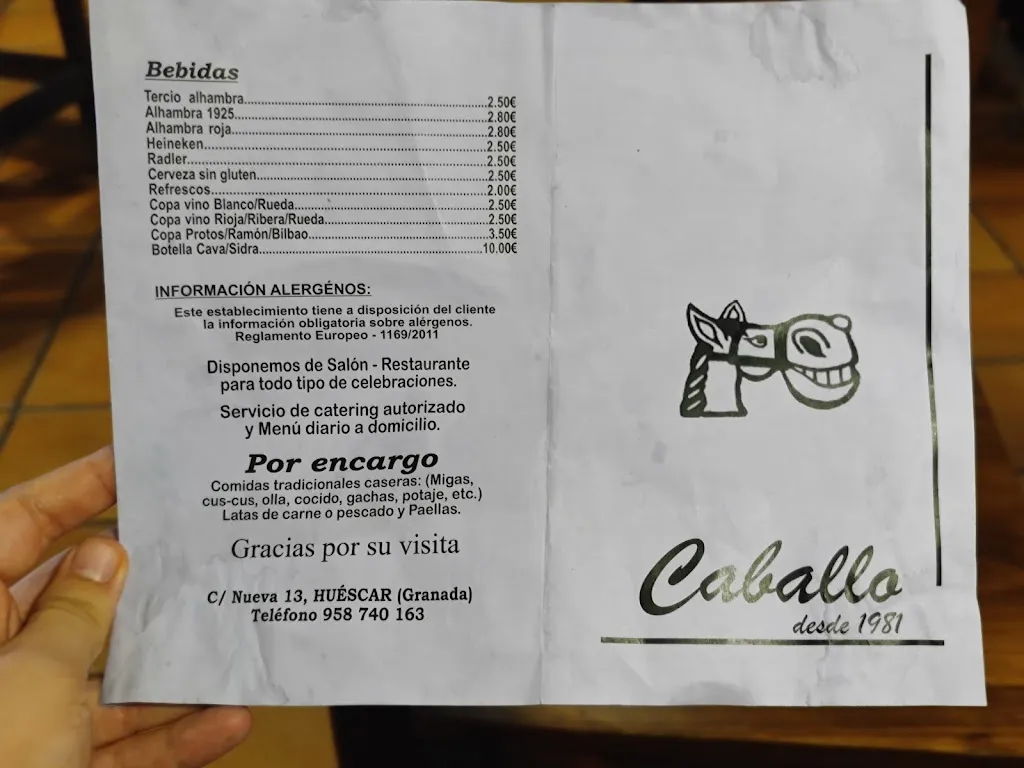 Bebidas
Tercio alhambra..........2.50€
Alhambra 1925..........2.80€
Alhambra roja..........2.80€
Heineken..........2.50€
Radler..........2.50€
Cerveza sin gluten..........2.50€
Refrescos..........2.00€
Copa vino Blanco/Rueda..........2.50€
Copa vino Rioja/Ribera/Rueda..........2.50€
Copa Protos/Ramón/Bilbao..........3.50€
Botella Cava/Sidra..........10.00€
INFORMACIÓN ALERGÉNOS:
Este establecimiento tiene a disposición del cliente
la información obligatoria sobre alérgenos.
Reglamento Europeo - 1169/2011
Disponemos de Salón - Restaurante
para todo tipo de celebraciones.
Servicio de catering autorizado
y Menú diario a domicilio.
Por encargo
Comidas tradicionales caseras: (Migas,
cus-cus, olla, cocido, gachas, potaje, etc.)
Latas de carne o pescado y Paellas.
Gracias por su visita
C/ Nueva 13, HUÉSCAR (Granada)
Teléfono 958 740 163
Caballo
desde 1981